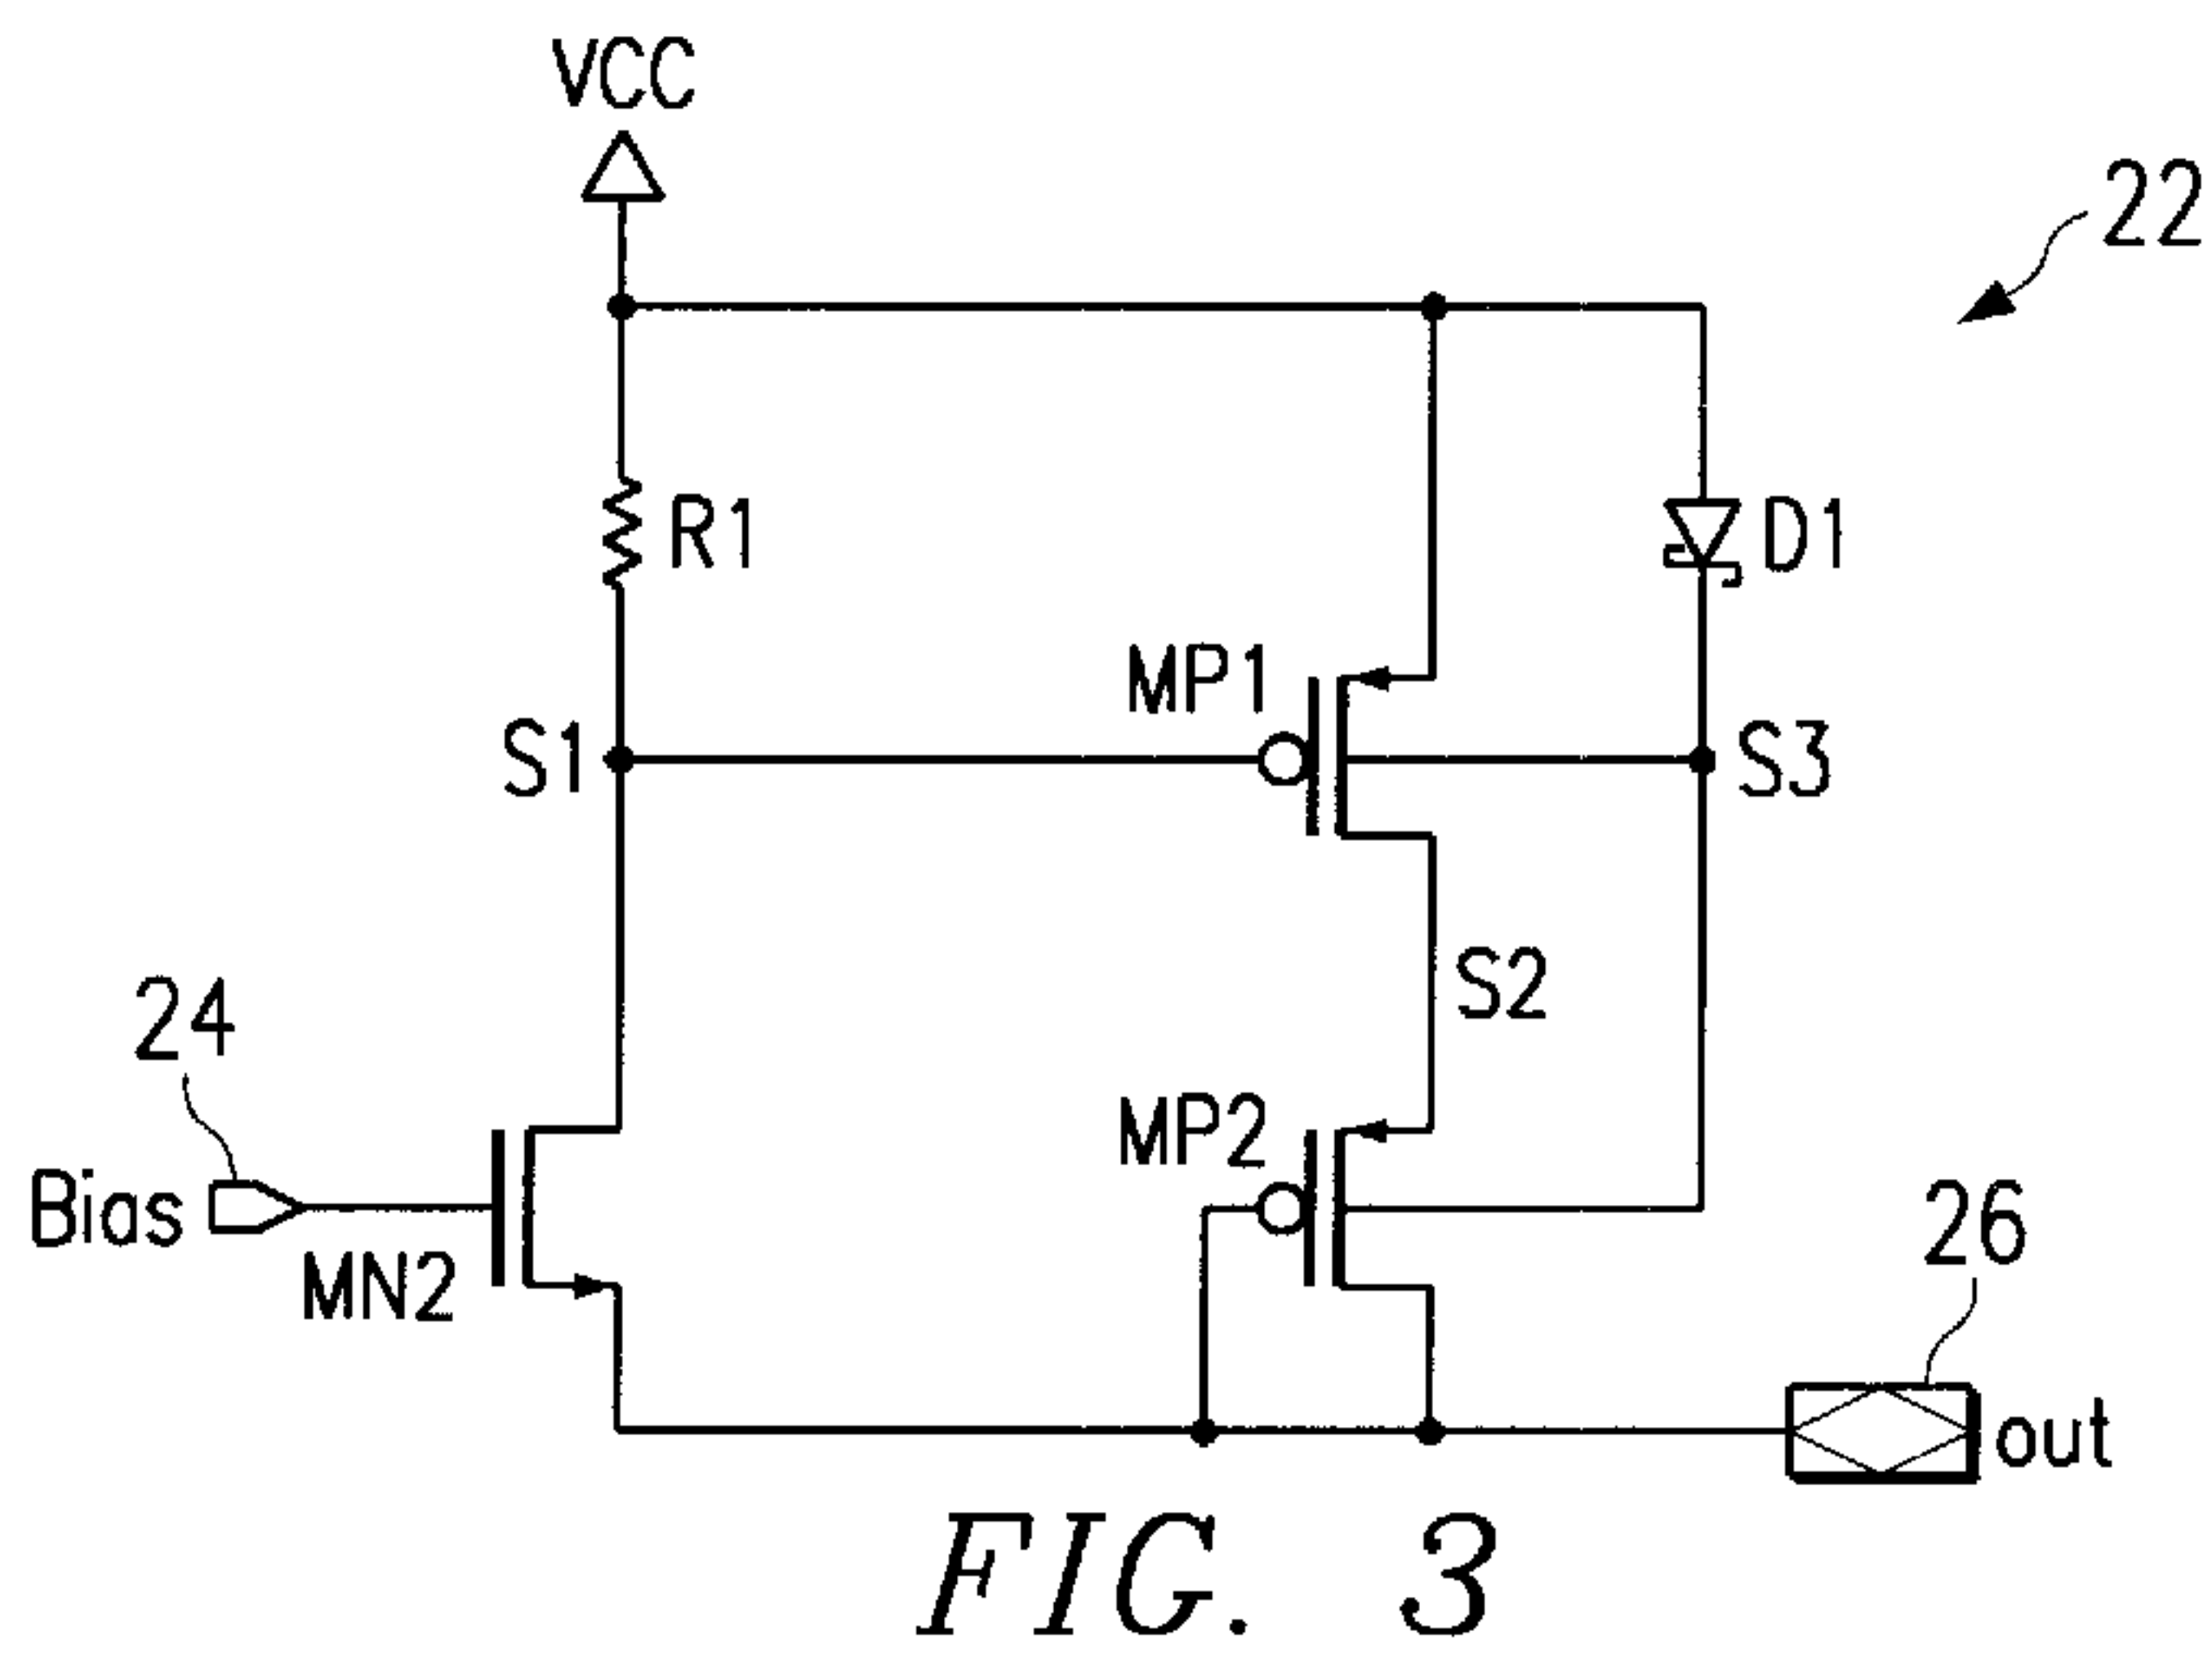 VCC
22
R1
D1
MP1
S1
S3
S2
24
MP2
Bias
MN2
26
out
FIG. 3